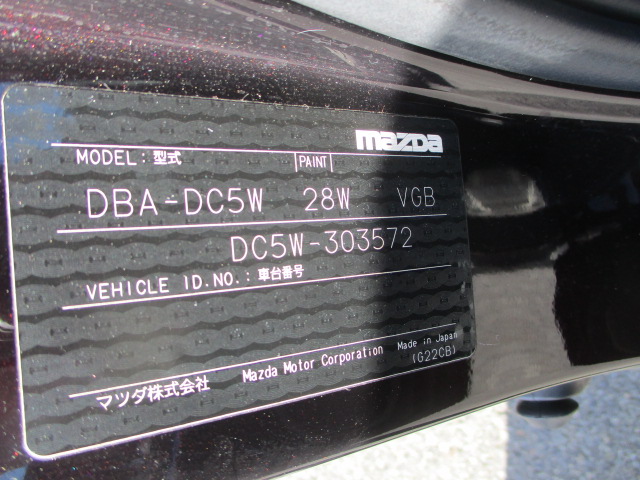 mazda
MODEL: 型式 PAINT
DBA-DC5W 28W VGB
DC5W-303572
VEHICLE ID.NO.: 車台番号
マツダ株式会社 Mazda Motor Corporation Made in Japan
(G22CB)